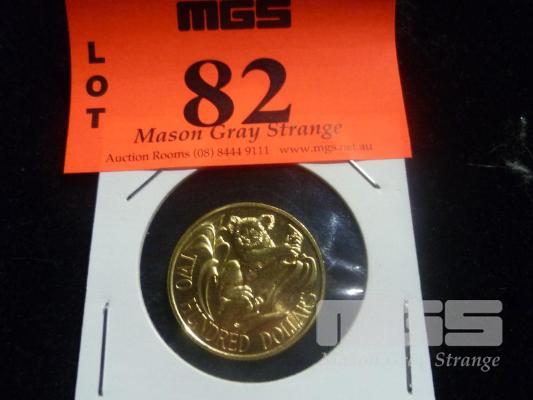 MGS
LOT
82
Mason Gray Strange
Auction Rooms (08) 8444 9111 www.mgs.net.au
TWO HUNDRED DOLLARS
MGS
Mason Gray Strange